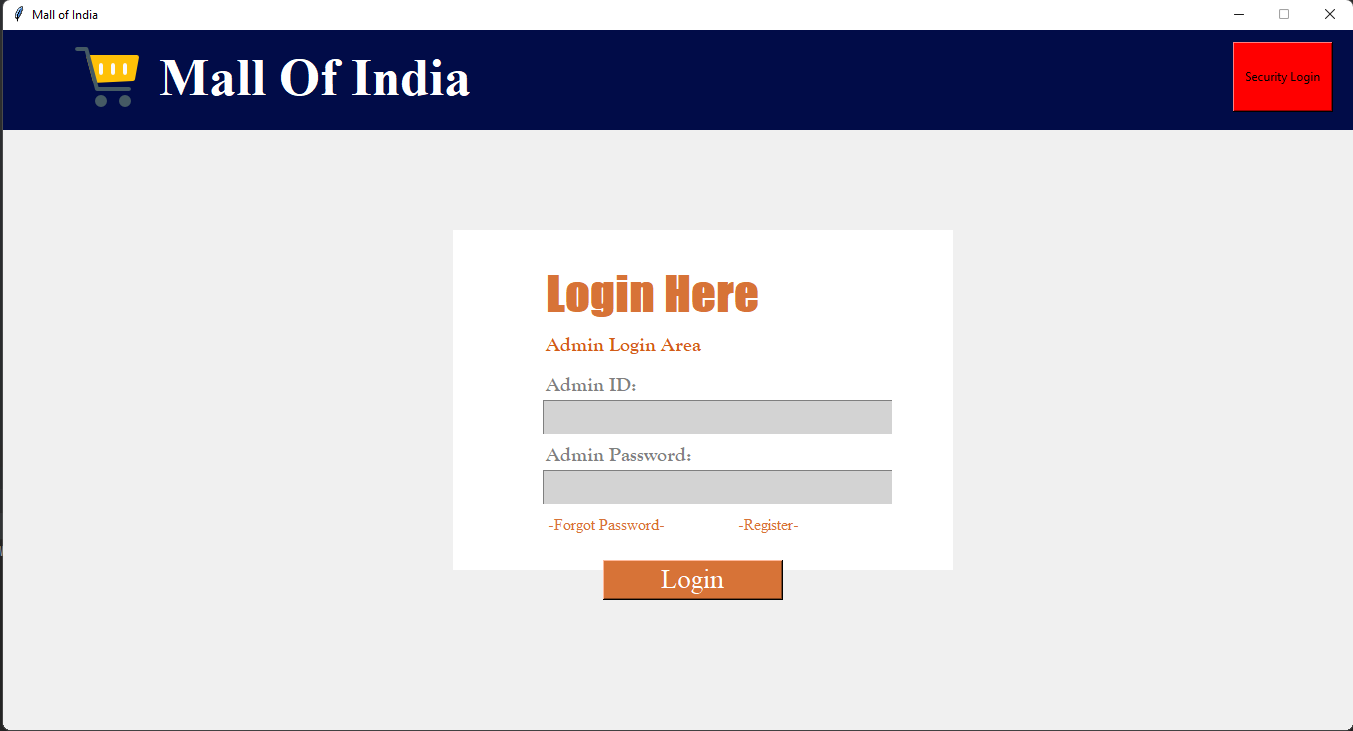 Mall of India
Mall Of India
Security Login
Login Here
Admin Login Area
Admin ID:
Admin Password:
-Forgot Password- -Register-
Login